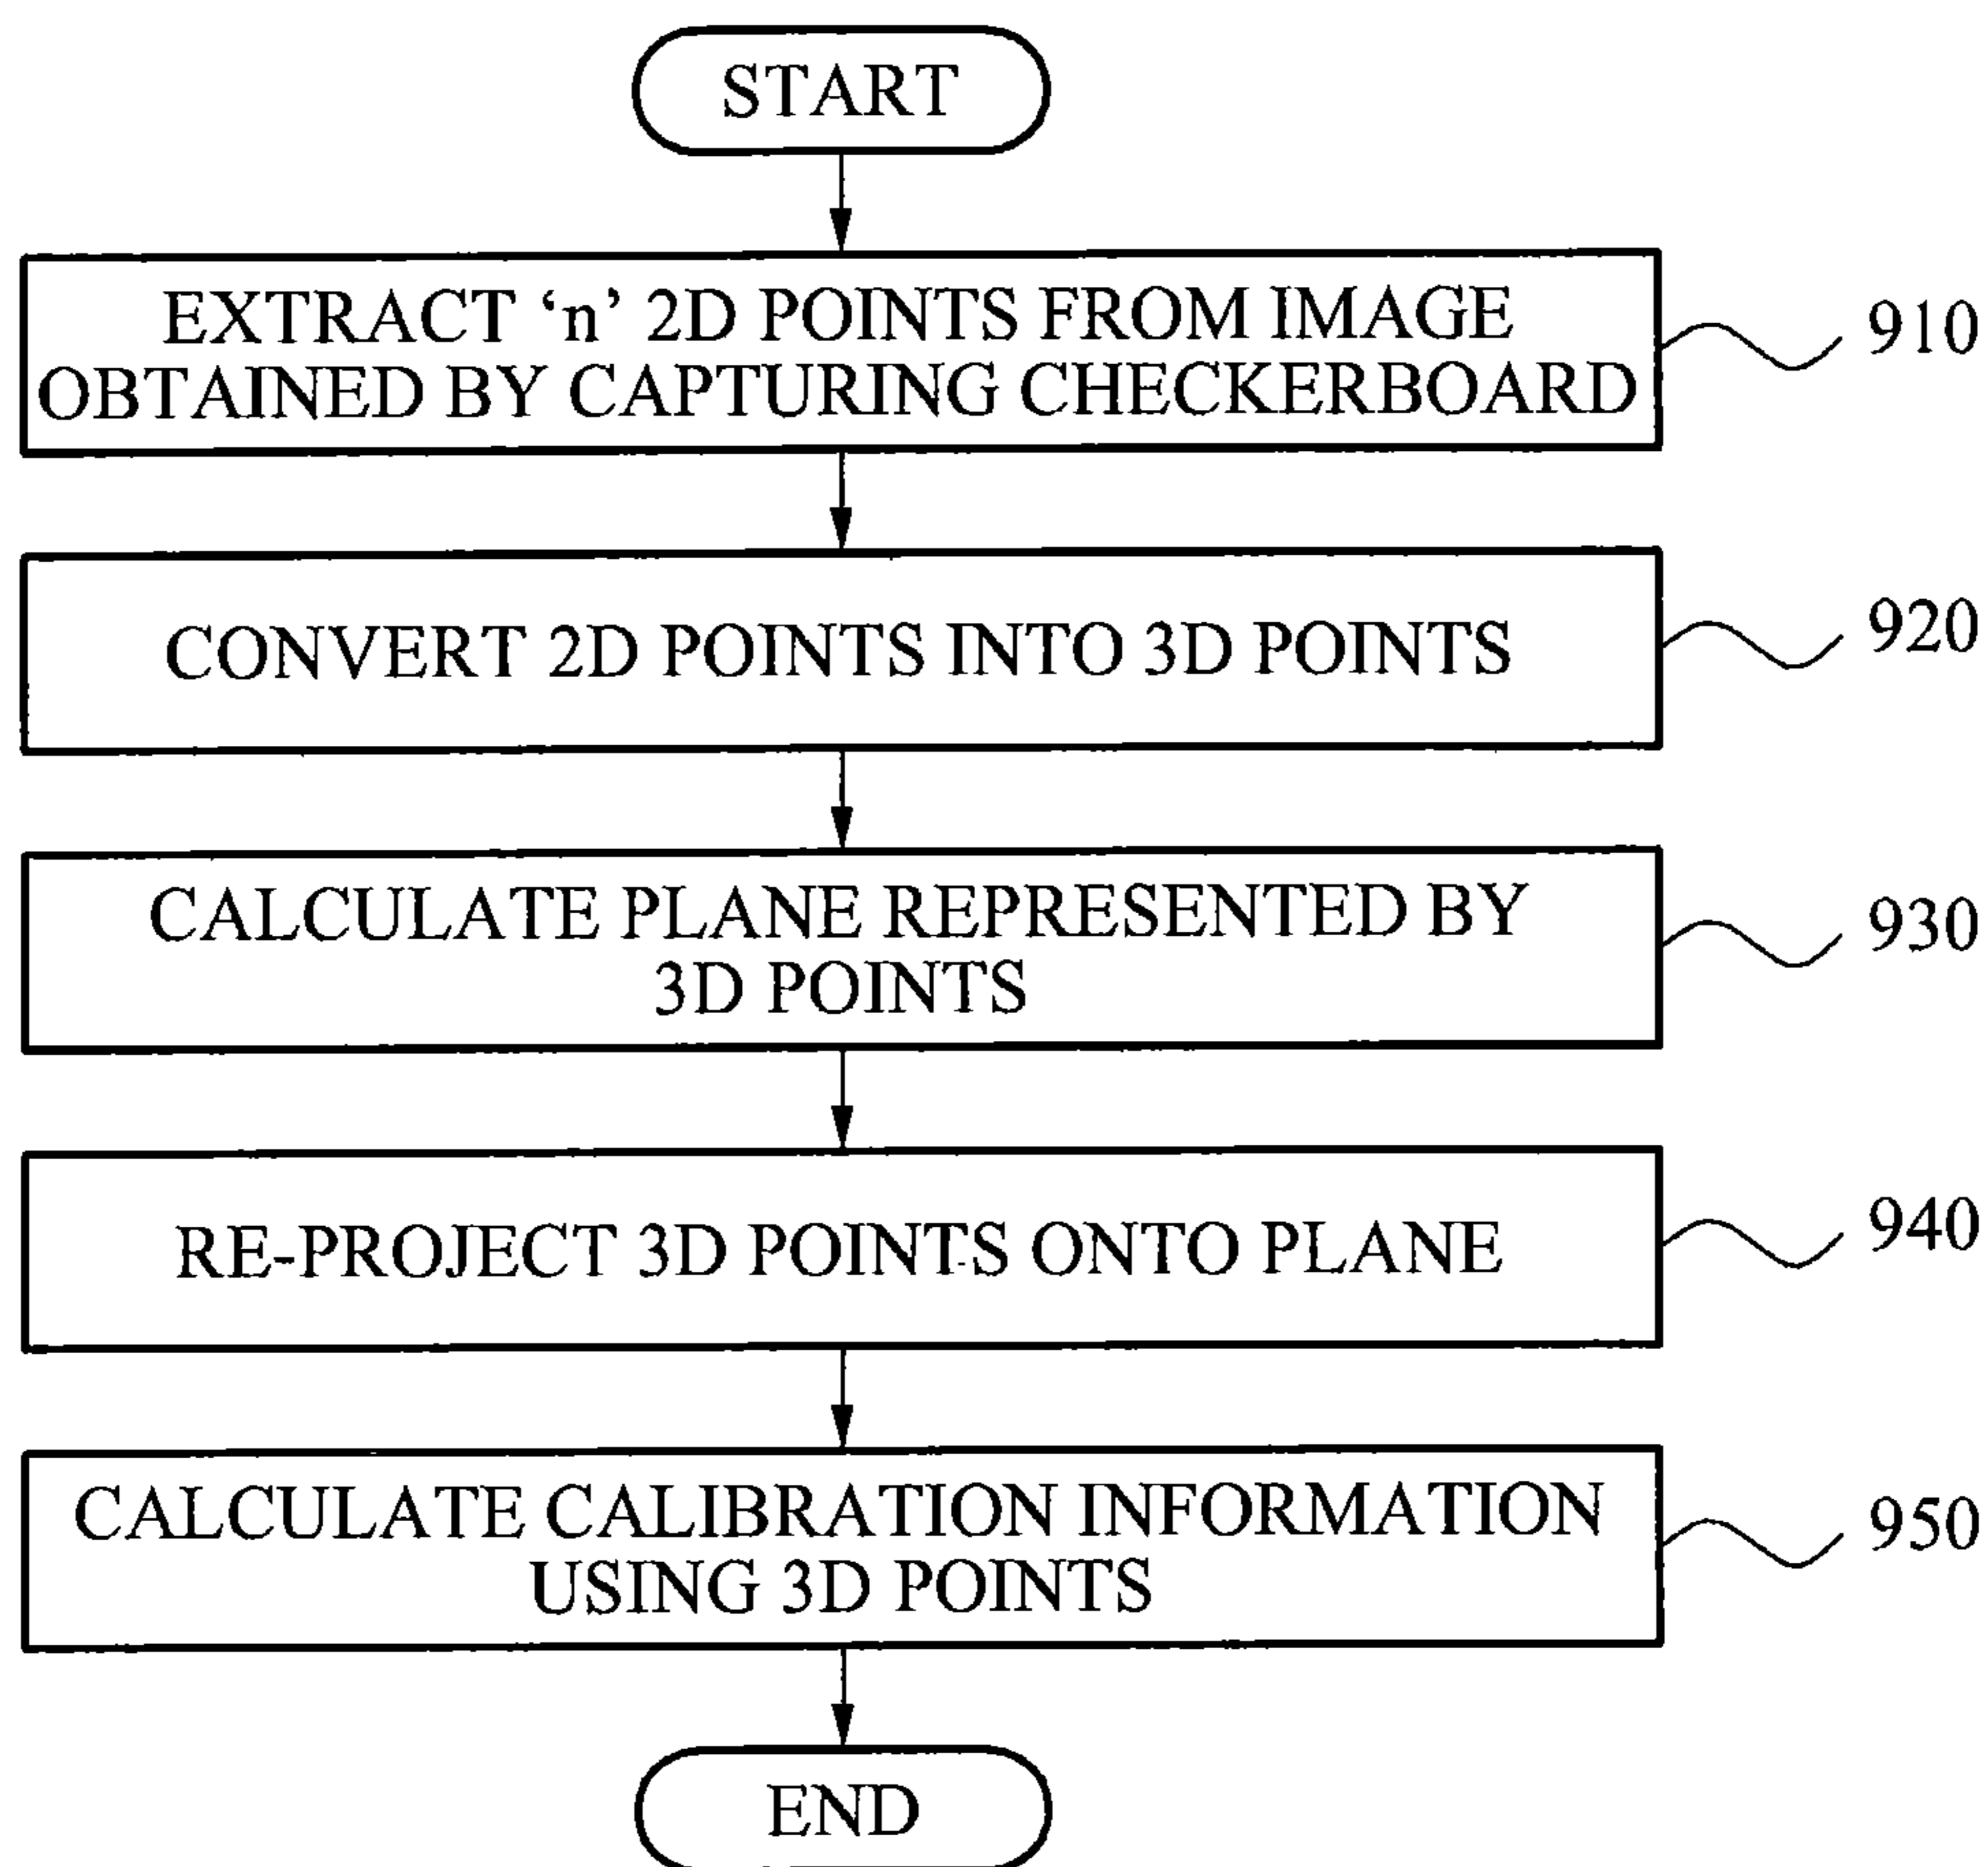 START
EXTRACT ‘n’ 2D POINTS FROM IMAGE
OBTAINED BY CAPTURING CHECKERBOARD
910
CONVERT 2D POINTS INTO 3D POINTS
920
CALCULATE PLANE REPRESENTED BY
3D POINTS
930
RE-PROJECT 3D POINTS ONTO PLANE
940
CALCULATE CALIBRATION INFORMATION
USING 3D POINTS
950
END